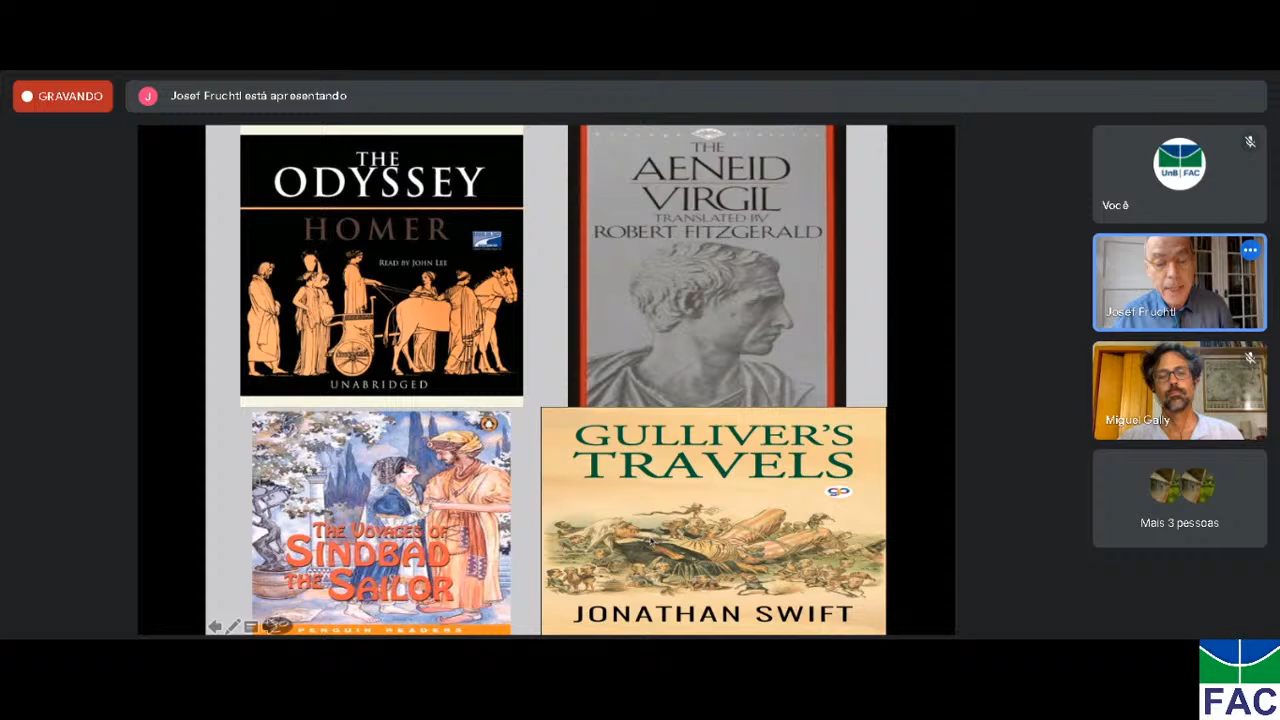 GRAVANDO
J
Josef Fruchtl está apresentando
THE
ODYSSEY
HOMER
READ BY JOHN LEE
UNABRIDGED
THE
AENEID
VIRGIL
TRANSLATED BY
ROBERT FITZGERALD
THE VOYAGES OF
SINDBAD
THE SAILOR
PENGUIN READERS
GULLIVER'S
TRAVELS
JONATHAN SWIFT
UnB | FAC
Você
Josef Fruchtl
Miguel Gally
Mais 3 pessoas
FAC